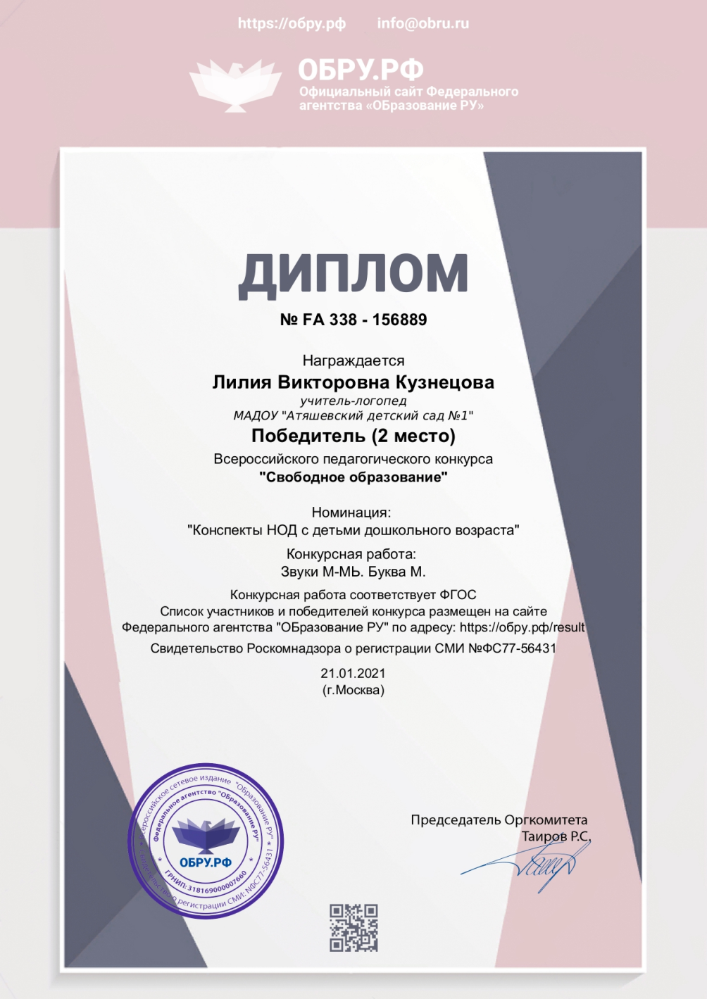 https://обру.рф info@obru.ru
ОБРУ.РФ
Официальный сайт Федерального
агентства «ОБразование РУ»
ДИПЛОМ
№ FA 338 - 156889
Награждается
Лилия Викторовна Кузнецова
учитель-логопед
МАДОУ "Атяшевский детский сад №1"
Победитель (2 место)
Всероссийского педагогического конкурса
"Свободное образование"
Номинация:
"Конспекты НОД с детьми дошкольного возраста"
Конкурсная работа:
Звуки М-МЬ. Буква М.
Конкурсная работа соответствует ФГОС
Список участников и победителей конкурса размещен на сайте
Федерального агентства "ОБразование РУ" по адресу: https://обру.рф/result
Свидетельство Роскомнадзора о регистрации СМИ №ФС77-56431
21.01.2021
(г.Москва)
Всероссийское сетевое издание "ОБразование РУ"
Свидетельство о регистрации СМИ: №ФС77-56431
Федеральное агентство "ОБразование РУ"
ОБРУ.РФ
ГРНИП: 318169000007660
Председатель Оргкомитета
Таиров Р.С.